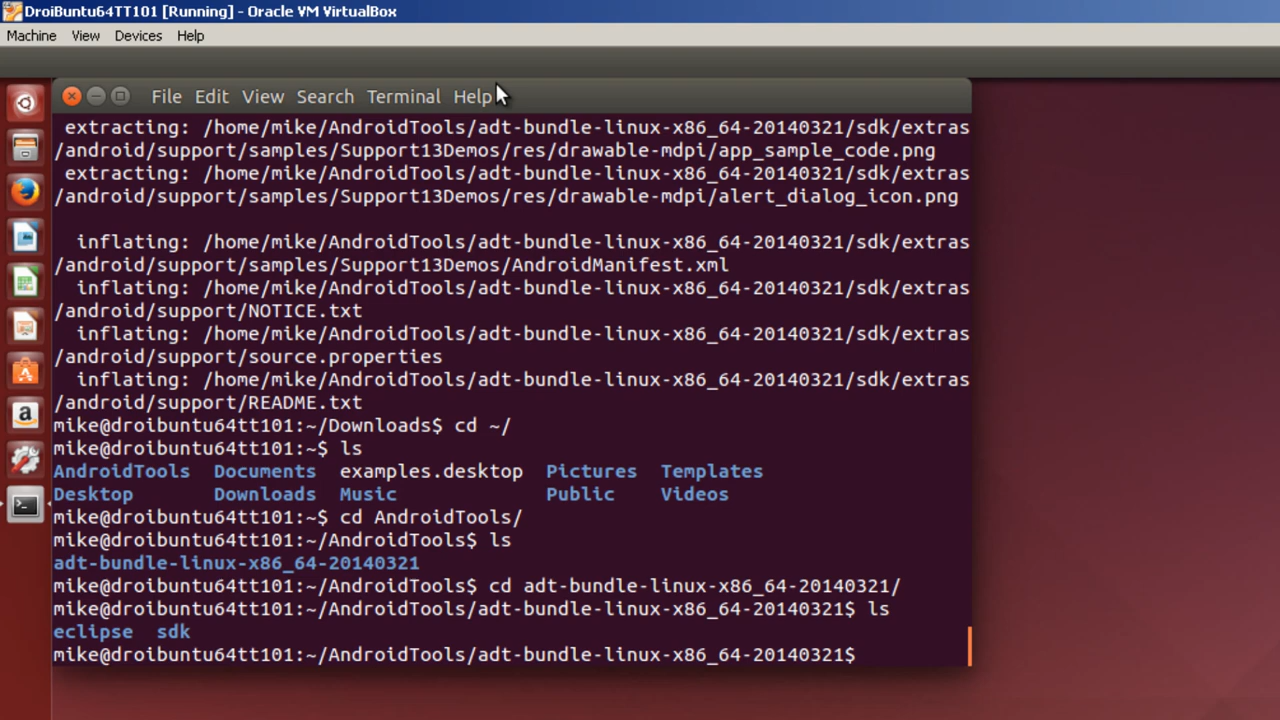 DroiBuntu64TT101 [Running] - Oracle VM VirtualBox
Machine View Devices Help
File Edit View Search Terminal Help
extracting: /home/mike/AndroidTools/adt-bundle-linux-x86_64-20140321/sdk/extras
/android/support/samples/Support13Demos/res/drawable-mdpi/app_sample_code.png
extracting: /home/mike/AndroidTools/adt-bundle-linux-x86_64-20140321/sdk/extras
/android/support/samples/Support13Demos/res/drawable-mdpi/alert_dialog_icon.png
inflating: /home/mike/AndroidTools/adt-bundle-linux-x86_64-20140321/sdk/extras
/android/support/samples/Support13Demos/AndroidManifest.xml
inflating: /home/mike/AndroidTools/adt-bundle-linux-x86_64-20140321/sdk/extras
/android/support/NOTICE.txt
inflating: /home/mike/AndroidTools/adt-bundle-linux-x86_64-20140321/sdk/extras
/android/support/source.properties
inflating: /home/mike/AndroidTools/adt-bundle-linux-x86_64-20140321/sdk/extras
/android/support/README.txt
mike@droibuntu64tt101:~/Downloads$ cd ~/
mike@droibuntu64tt101:~$ ls
AndroidTools Documents examples.desktop Pictures Templates
Desktop Downloads Music Public Videos
mike@droibuntu64tt101:~$ cd AndroidTools/
mike@droibuntu64tt101:~/AndroidTools$ ls
adt-bundle-linux-x86_64-20140321
mike@droibuntu64tt101:~/AndroidTools$ cd adt-bundle-linux-x86_64-20140321/
mike@droibuntu64tt101:~/AndroidTools/adt-bundle-linux-x86_64-20140321$ ls
eclipse sdk
mike@droibuntu64tt101:~/AndroidTools/adt-bundle-linux-x86_64-20140321$